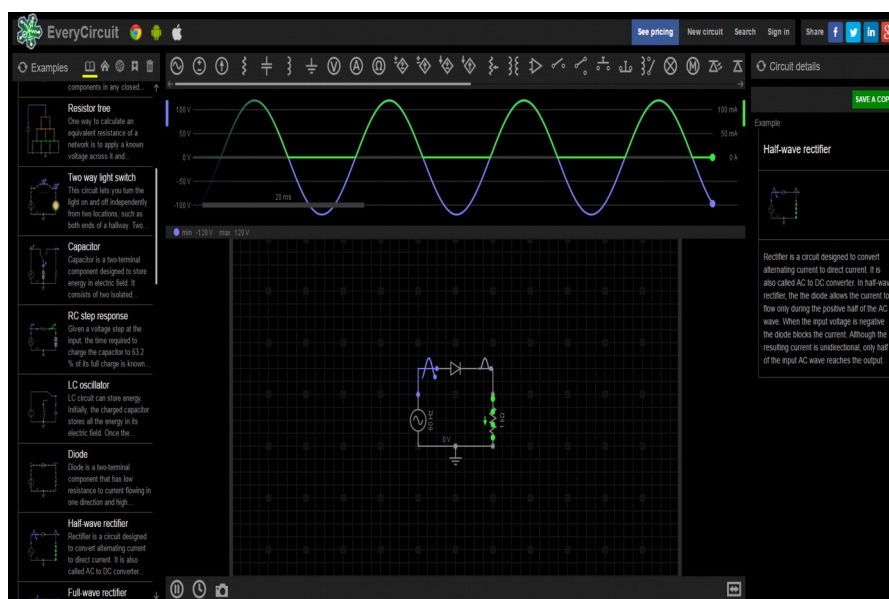 EveryCircuit
See pricing
New circuit
Search
Sign in
Share
Examples
Circuit details
components in any closed...
Resistor tree
One way to calculate an
equivalent resistance of a
network is to apply a known
voltage across it and...
Two way light switch
This circuit lets you turn the
light on and off independently
from two locations, such as
both ends of a hallway. Two...
Capacitor
Capacitor is a two-terminal
component designed to store
energy in electric field. It
consists of two isolated...
RC step response
Given a voltage step at the
input, the time required to
charge the capacitor to 63.2
% of its full charge is known...
LC oscillator
LC circuit can store energy.
Initially, the charged capacitor
stores all the energy in its
electric field. Once the...
Diode
Diode is a two-terminal
component that has low
resistance to current flowing in
one direction and high...
Half-wave rectifier
Rectifier is a circuit designed
to convert alternating current
to direct current. It is also
called AC to DC converter...
Full-wave rectifier
100 V
50 V
0 V
-50 V
-100 V
100 mA
50 mA
0 A
20 ms
min -120 V max 120 V
60 Hz
0 V
1 kΩ
SAVE A COP
Example
Half-wave rectifier
Rectifier is a circuit designed to convert
alternating current to direct current. It is
also called AC to DC converter. In half-wav
rectifier, the the diode allows the current to
flow only during the positive half of the AC
wave. When the input voltage is negative
the diode blocks the current. Although the
resulting current is unidirectional, only half
of the input AC wave reaches the output.